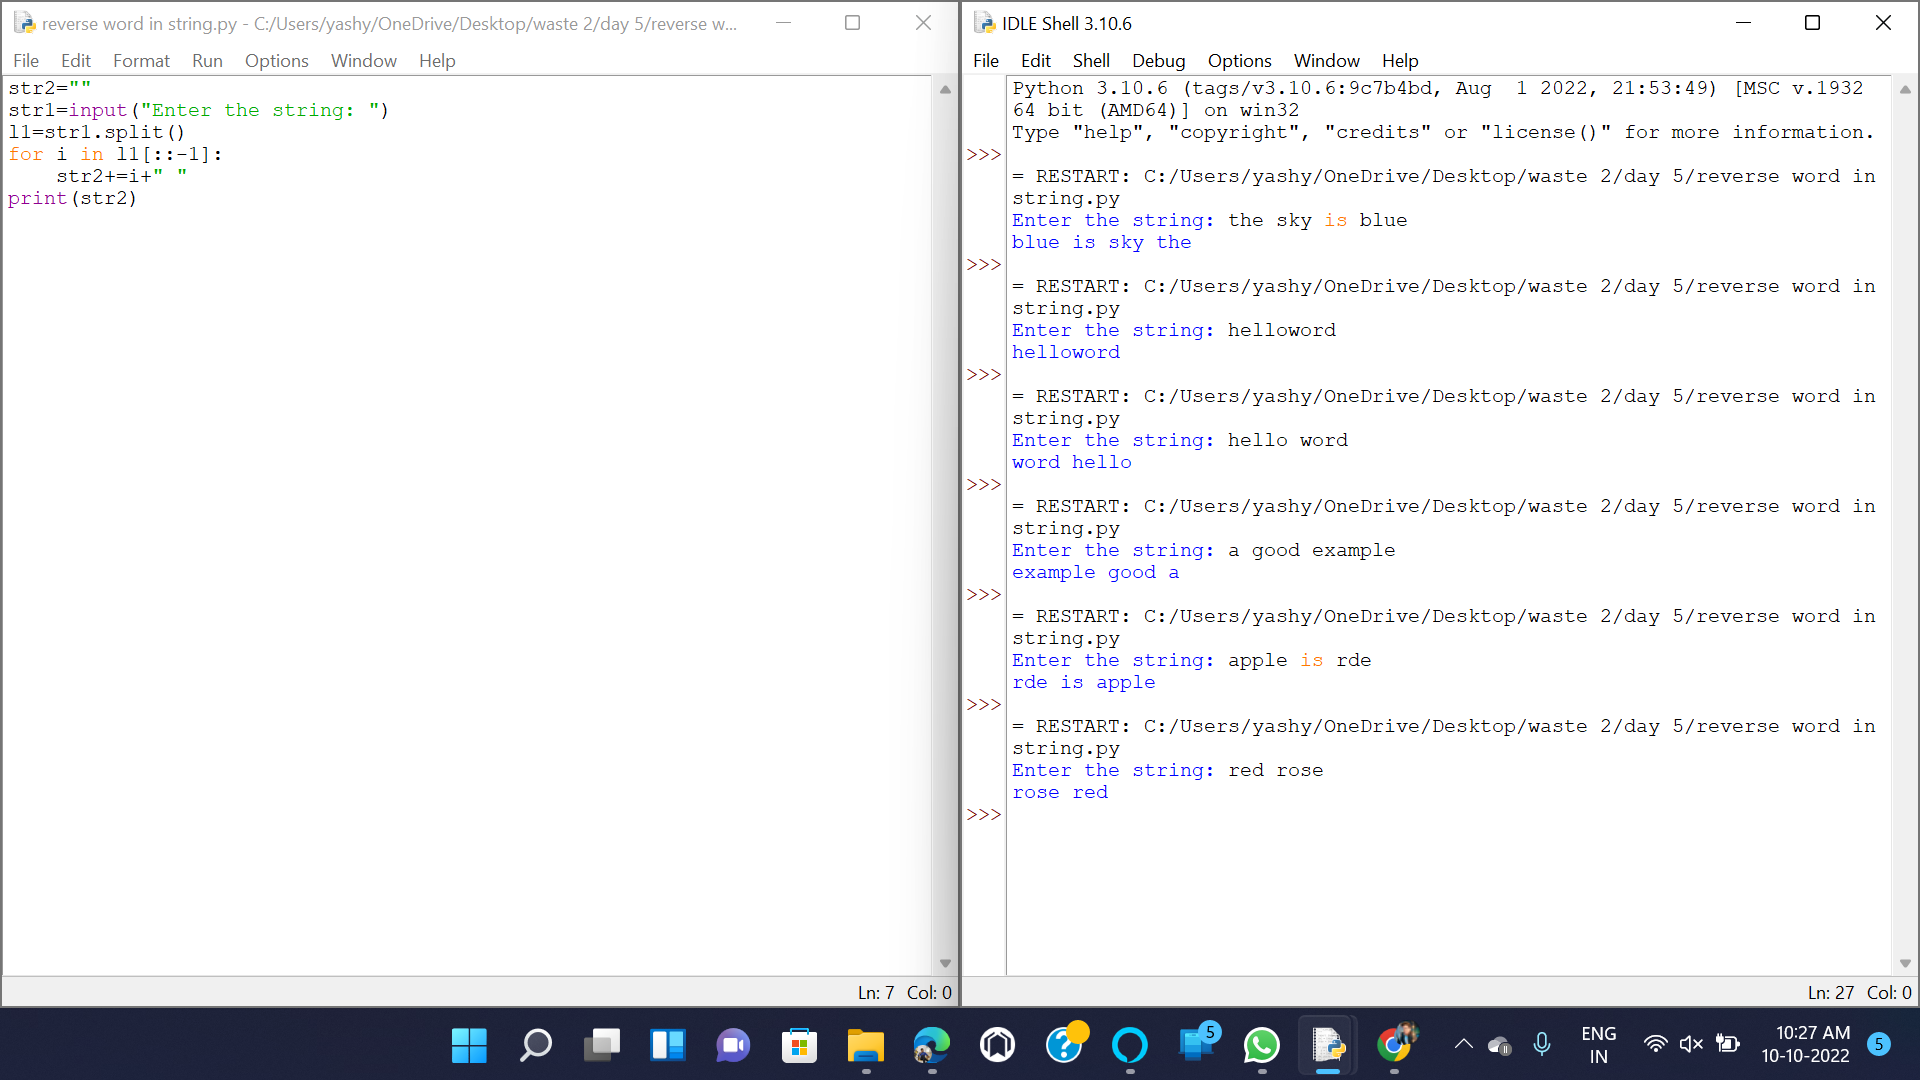 reverse word in string.py - C:/Users/yashy/OneDrive/Desktop/waste 2/day 5/reverse w...
File Edit Format Run Options Window Help
str2=""
str1=input("Enter the string: ")
l1=str1.split()
for i in l1[::-1]:
    str2+=i+" "
print(str2)
Ln: 7 Col: 0
IDLE Shell 3.10.6
File Edit Shell Debug Options Window Help
Python 3.10.6 (tags/v3.10.6:9c7b4bd, Aug  1 2022, 21:53:49) [MSC v.1932
64 bit (AMD64)] on win32
Type "help", "copyright", "credits" or "license()" for more information.
>>>
= RESTART: C:/Users/yashy/OneDrive/Desktop/waste 2/day 5/reverse word in
string.py
Enter the string: the sky is blue
blue is sky the
>>>
= RESTART: C:/Users/yashy/OneDrive/Desktop/waste 2/day 5/reverse word in
string.py
Enter the string: helloword
helloword
>>>
= RESTART: C:/Users/yashy/OneDrive/Desktop/waste 2/day 5/reverse word in
string.py
Enter the string: hello word
word hello
>>>
= RESTART: C:/Users/yashy/OneDrive/Desktop/waste 2/day 5/reverse word in
string.py
Enter the string: a good example
example good a
>>>
= RESTART: C:/Users/yashy/OneDrive/Desktop/waste 2/day 5/reverse word in
string.py
Enter the string: apple is rde
rde is apple
>>>
= RESTART: C:/Users/yashy/OneDrive/Desktop/waste 2/day 5/reverse word in
string.py
Enter the string: red rose
rose red
>>>
Ln: 27 Col: 0
5
ENG
IN
10:27 AM
10-10-2022
5